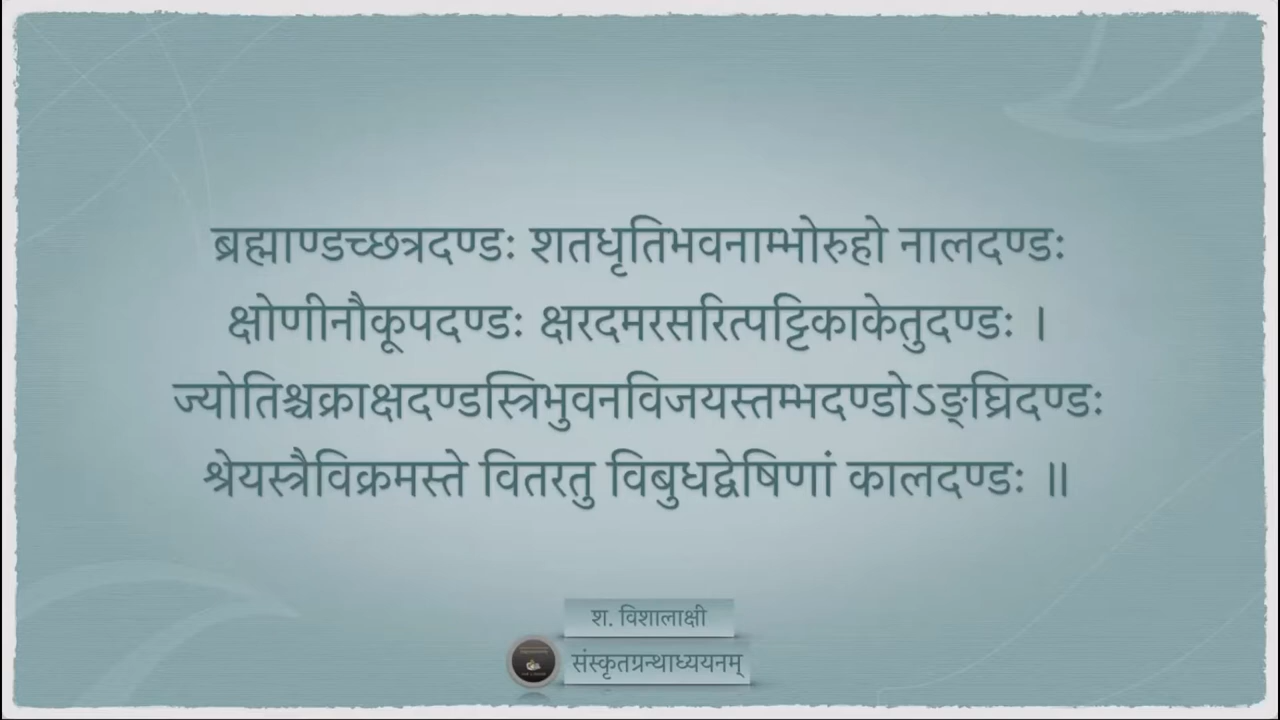 ब्रह्माण्डच्छत्रदण्डः शतधृतिभवनाम्भोरुहो नालदण्डः
क्षोणीनौकूपदण्डः क्षरदमरसरित्पट्टिकाकेतुदण्डः ।
ज्योतिश्चक्राक्षदण्डस्त्रिभुवनविजयस्तम्भदण्डोऽङ्घ्रिदण्डः
श्रेयस्त्रैविक्रमस्ते वितरतु विबुधद्वेषिणां कालदण्डः ॥
श. विशालाक्षी
संस्कृतग्रन्थाध्ययनम्